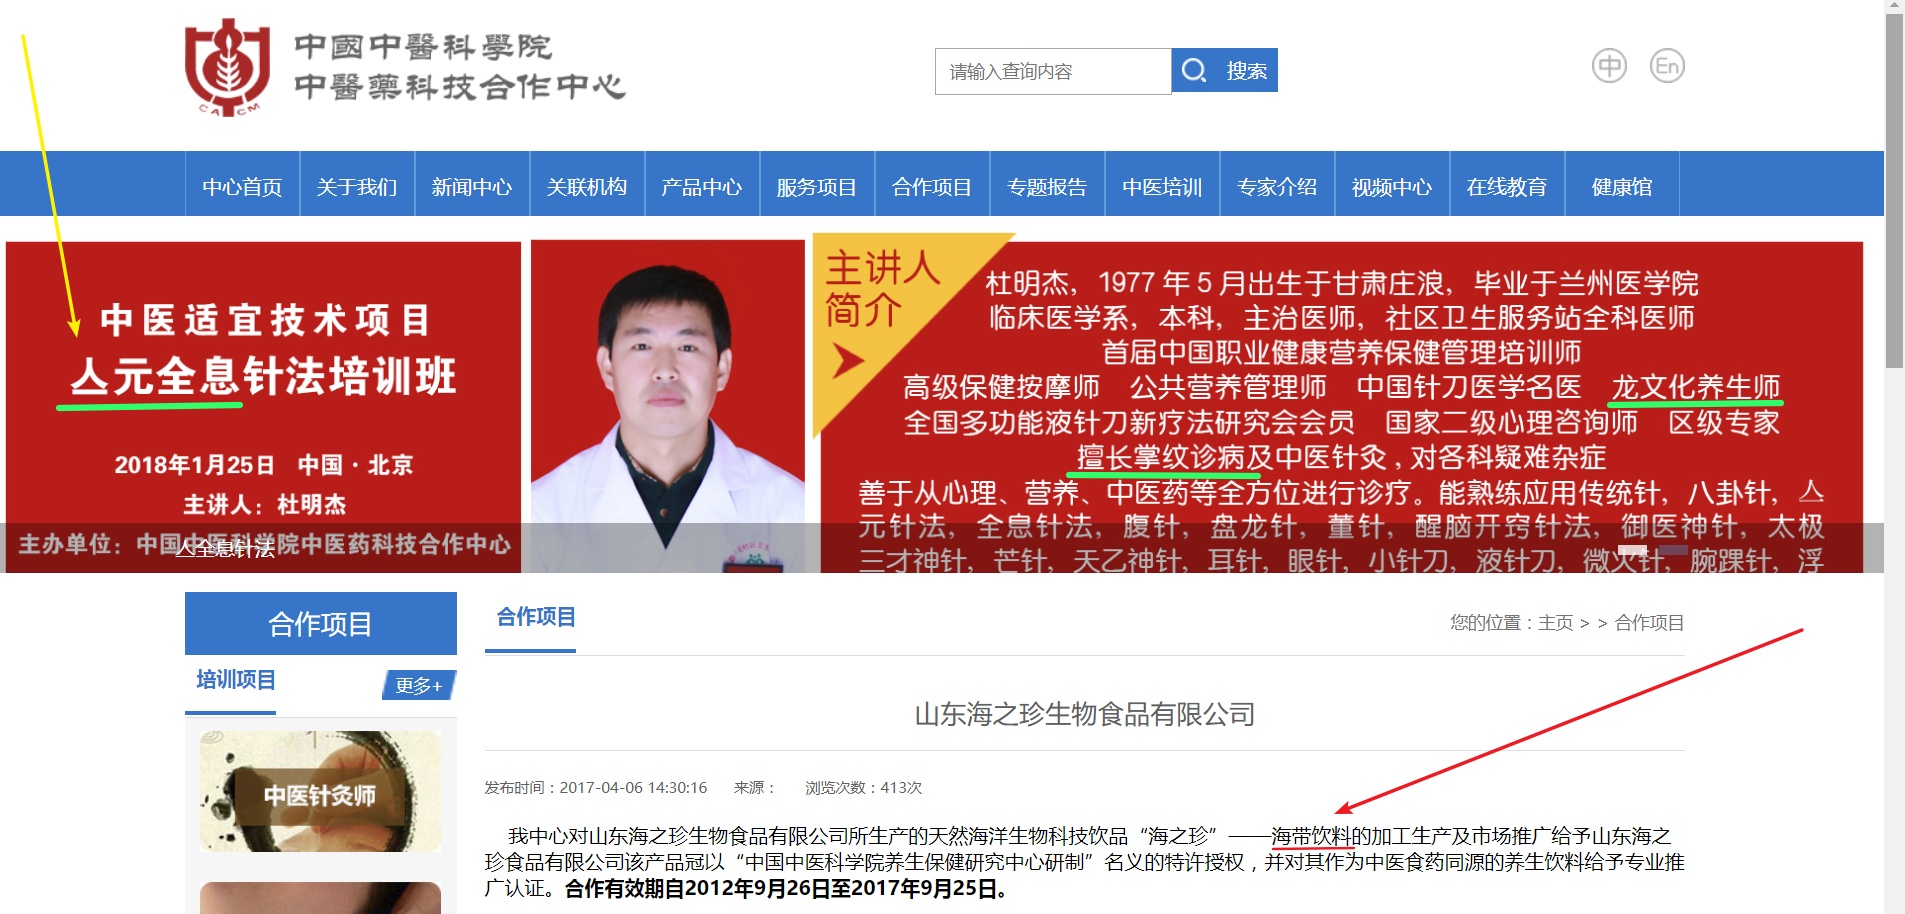 中國中醫科學院
中醫藥科技合作中心
CACM
请输入查询内容
搜索
中
En
中心首页
关于我们
新闻中心
关联机构
产品中心
服务项目
合作项目
专题报告
中医培训
专家介绍
视频中心
在线教育
健康馆
中医适宜技术项目
亼元全息针法培训班
2018年1月25日 中国·北京
主讲人：杜明杰
主办单位：中国中医科学院中医药科技合作中心
亼全息针法
主讲人
简介
杜明杰，1977年5月出生于甘肃庄浪，毕业于兰州医学院
临床医学系，本科，主治医师，社区卫生服务站全科医师
首届中国职业健康营养保健管理培训师
高级保健按摩师 公共营养管理师 中国针刀医学名医 龙文化养生师
全国多功能液针刀新疗法研究会会员 国家二级心理咨询师 区级专家
擅长掌纹诊病及中医针灸，对各科疑难杂症
善于从心理、营养、中医药等全方位进行诊疗。能熟练应用传统针，八卦针，亼
元针法，全息针法，腹针，盘龙针，董针，醒脑开窍针法，御医神针，太极
三才神针，芒针，天乙神针，耳针，眼针，小针刀，液针刀，微火针，腕踝针，浮
合作项目
培训项目
更多+
中医针灸师
合作项目
您的位置：主页 > > 合作项目
山东海之珍生物食品有限公司
发布时间：2017-04-06 14:30:16 来源： 浏览次数：413次
我中心对山东海之珍生物食品有限公司所生产的天然海洋生物科技饮品“海之珍”——海带饮料的加工生产及市场推广给予山东海之
珍食品有限公司该产品冠以“中国中医科学院养生保健研究中心研制”名义的特许授权，并对其作为中医食药同源的养生饮料给予专业推
广认证。合作有效期自2012年9月26日至2017年9月25日。